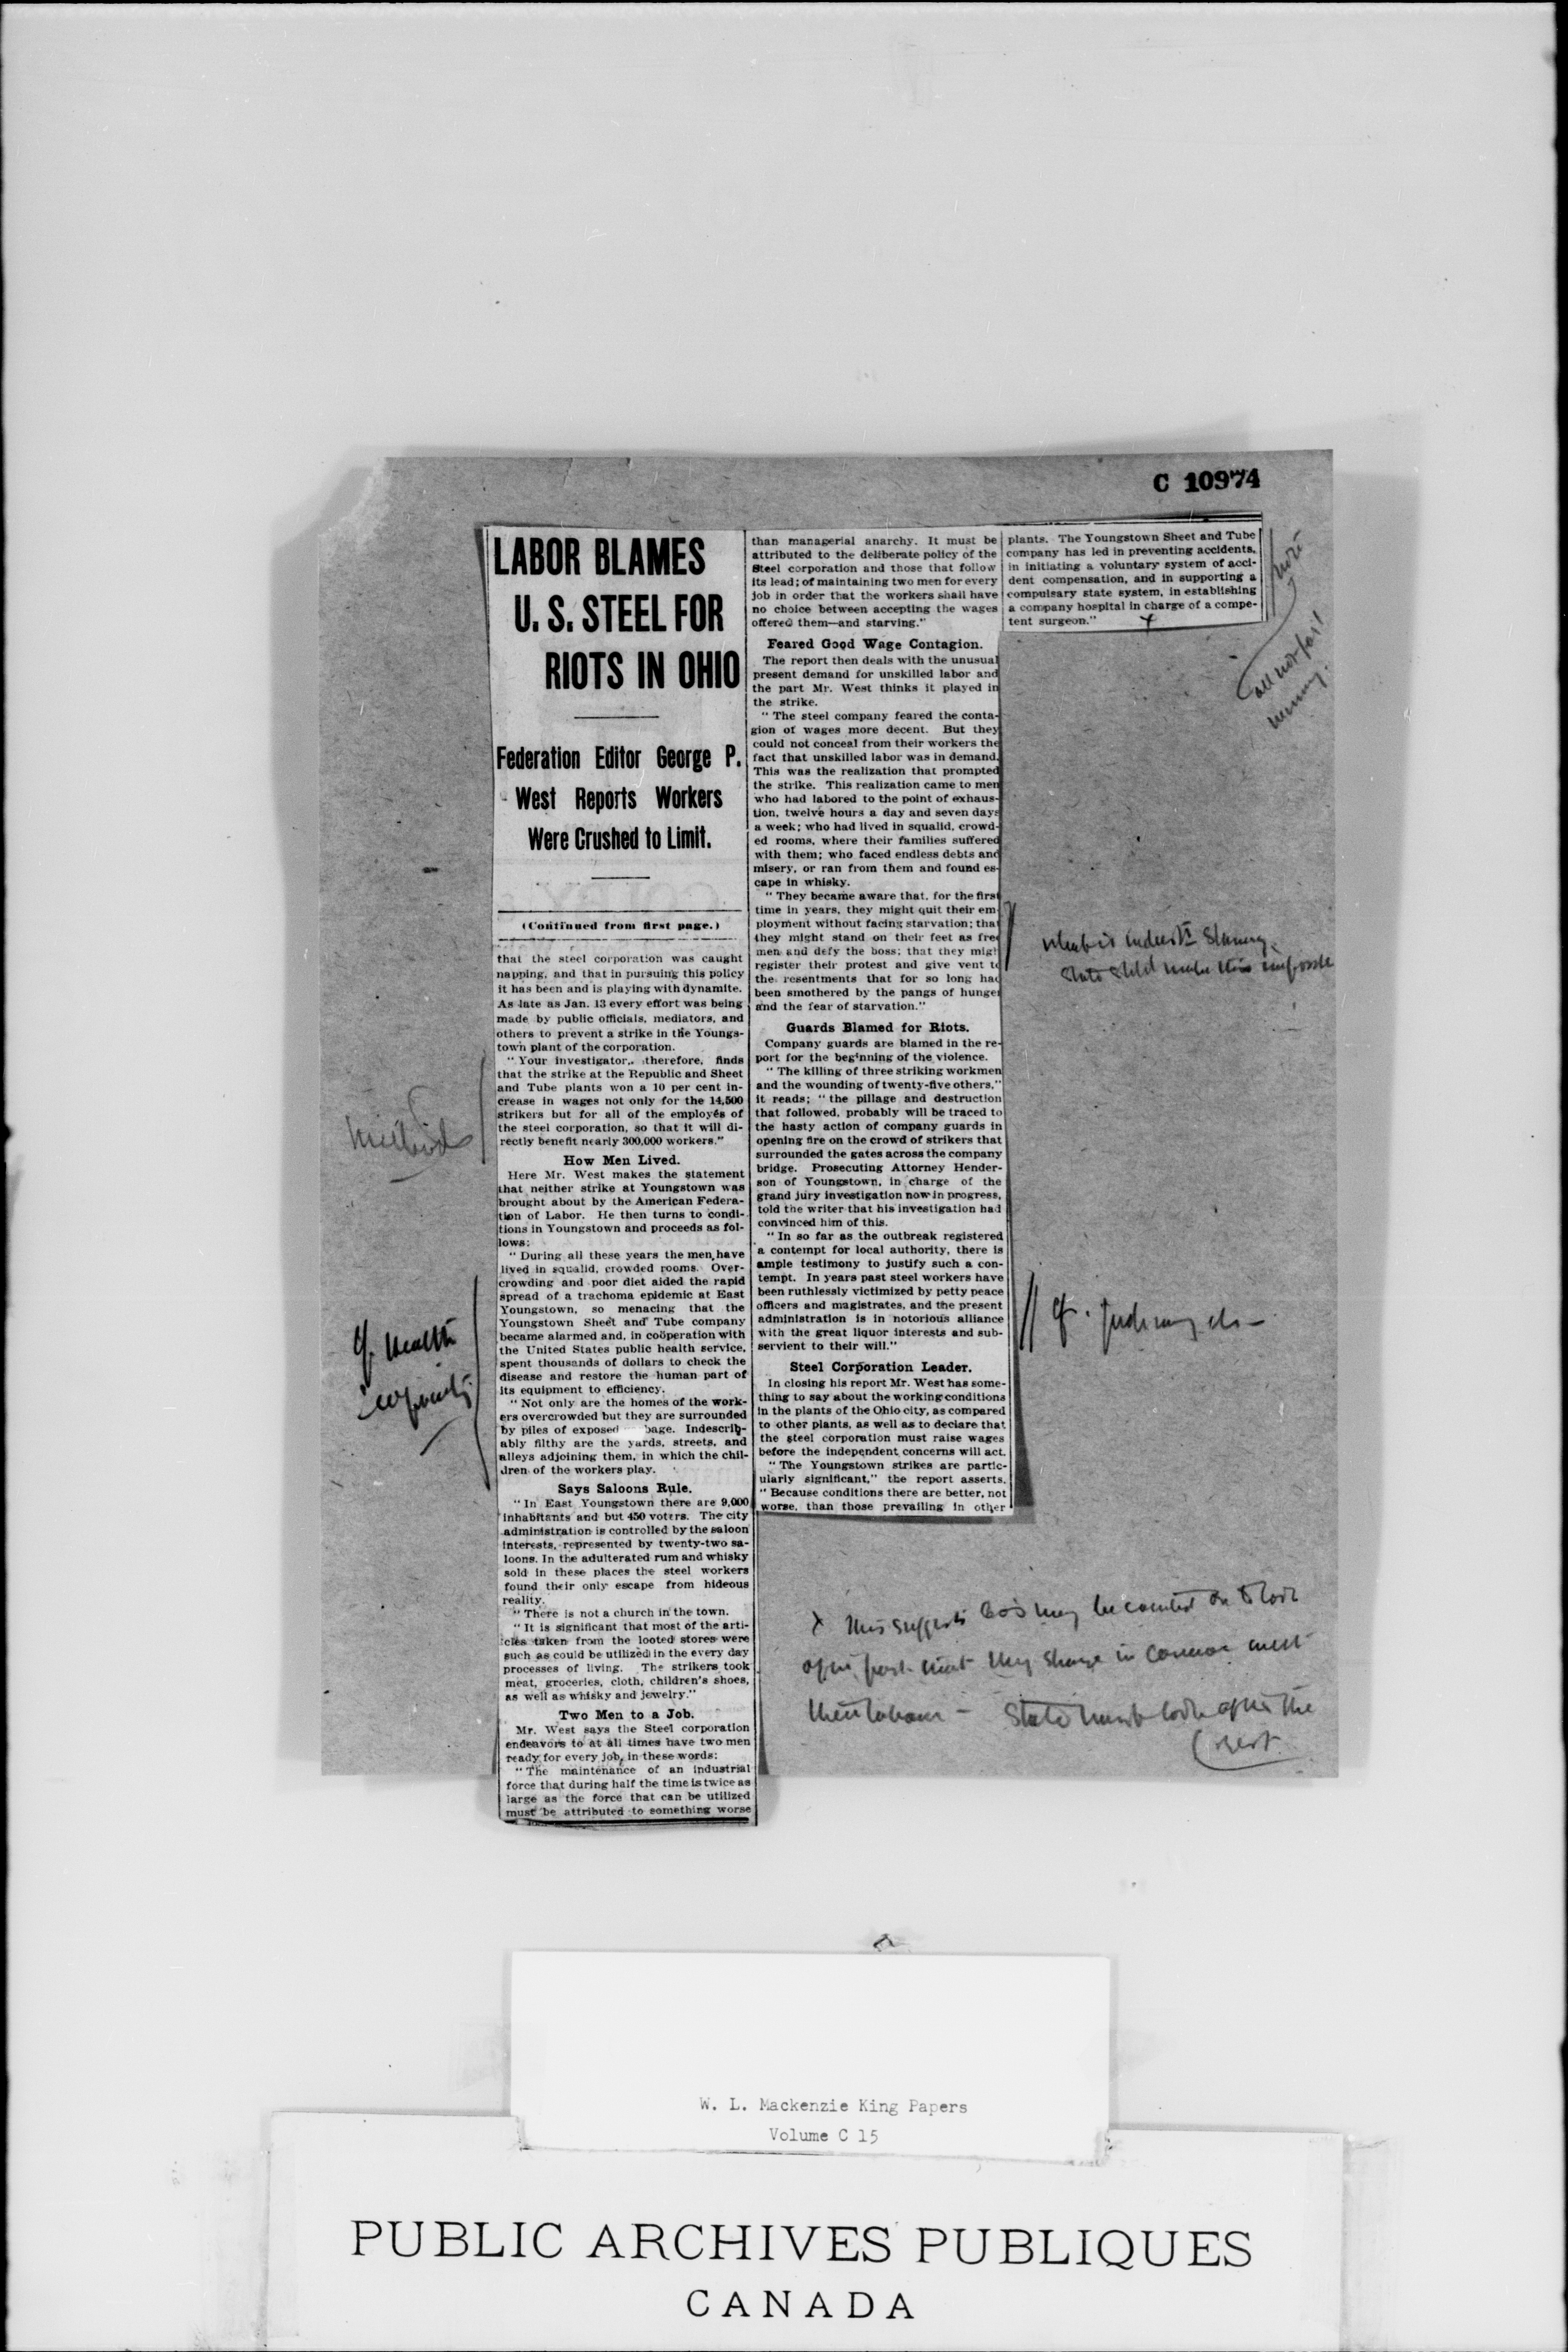 C 10974
LABOR BLAMES
U. S. STEEL FOR
RIOTS IN OHIO
Federation Editor George P.
West Reports Workers
Were Crushed to Limit.
(Continued from first page.)
that the steel corporation was caught
napping, and that in pursuing this policy
it has been and is playing with dynamite.
As late as Jan. 13 every effort was being
made by public officials, mediators, and
others to prevent a strike in the Youngs-
town plant of the corporation.
"Your investigator, therefore, finds
that the strike at the Republic and Sheet
and Tube plants won a 10 per cent in-
crease in wages not only for the 14,500
strikers but for all of the employés of
the steel corporation, so that it will di-
rectly benefit nearly 300,000 workers."
How Men Lived.
Here Mr. West makes the statement
that neither strike at Youngstown was
brought about by the American Federa-
tion of Labor. He then turns to condi-
tions in Youngstown and proceeds as fol-
lows:
"During all these years the men have
lived in squalid, crowded rooms. Over-
crowding and poor diet aided the rapid
spread of a trachoma epidemic at East
Youngstown, so menacing that the
Youngstown Sheet and Tube company
became alarmed and, in coöperation with
the United States public health service,
spent thousands of dollars to check the
disease and restore the human part of
its equipment to efficiency.
"Not only are the homes of the work-
ers overcrowded but they are surrounded
by piles of exposed bage. Indescrib-
ably filthy are the yards, streets, and
alleys adjoining them, in which the chil-
dren of the workers play.
Says Saloons Rule.
"In East Youngstown there are 9,000
inhabitants and but 450 voters. The city
administration is controlled by the saloon
interests, represented by twenty-two sa-
loons. In the adulterated rum and whisky
sold in these places the steel workers
found their only escape from hideous
reality.
"There is not a church in the town.
"It is significant that most of the arti-
cles taken from the looted stores were
such as could be utilized in the every day
processes of living. The strikers took
meat, groceries, cloth, children's shoes,
as well as whisky and jewelry."
Two Men to a Job.
Mr. West says the Steel corporation
endeavors to at all times have two men
ready for every job, in these words:
"The maintenance of an industrial
force that during half the time is twice as
large as the force that can be utilized
must be attributed to something worse
than managerial anarchy. It must be
attributed to the deliberate policy of the
Steel corporation and those that follow
its lead; of maintaining two men for every
job in order that the workers shall have
no choice between accepting the wages
offered them—and starving."
Feared Good Wage Contagion.
The report then deals with the unusual
present demand for unskilled labor and
the part Mr. West thinks it played in
the strike.
"The steel company feared the conta-
gion of wages more decent. But they
could not conceal from their workers the
fact that unskilled labor was in demand.
This was the realization that prompted
the strike. This realization came to men
who had labored to the point of exhaus-
tion, twelve hours a day and seven days
a week; who had lived in squalid, crowd-
ed rooms, where their families suffered
with them; who faced endless debts and
misery, or ran from them and found es-
cape in whisky.
"They became aware that, for the first
time in years, they might quit their em-
ployment without facing starvation; that
they might stand on their feet as free
men and defy the boss; that they migh
register their protest and give vent to
the resentments that for so long had
been smothered by the pangs of hunger
and the fear of starvation."
Guards Blamed for Riots.
Company guards are blamed in the re-
port for the beginning of the violence.
"The killing of three striking workmen
and the wounding of twenty-five others,"
it reads; "the pillage and destruction
that followed, probably will be traced to
the hasty action of company guards in
opening fire on the crowd of strikers that
surrounded the gates across the company
bridge. Prosecuting Attorney Hender-
son of Youngstown, in charge of the
grand jury investigation now in progress,
told the writer that his investigation had
convinced him of this.
"In so far as the outbreak registered
a contempt for local authority, there is
ample testimony to justify such a con-
tempt. In years past steel workers have
been ruthlessly victimized by petty peace
officers and magistrates, and the present
administration is in notorious alliance
with the great liquor interests and sub-
servient to their will."
Steel Corporation Leader.
In closing his report Mr. West has some-
thing to say about the working conditions
in the plants of the Ohio city, as compared
to other plants, as well as to declare that
the steel corporation must raise wages
before the independent concerns will act.
"The Youngstown strikes are partic-
ularly significant," the report asserts.
"Because conditions there are better, not
worse, than those prevailing in other
plants. The Youngstown Sheet and Tube
company has led in preventing accidents,
in initiating a voluntary system of acci-
dent compensation, and in supporting a
compulsary state system, in establishing
a company hospital in charge of a compe-
tent surgeon."
note
all not fair
what is
State shld make this
cf. Health
cf.
x This suggests may be counted on to look
after that they share in common with
their labour - State must look after the
rest
W. L. Mackenzie King Papers
Volume C 15
PUBLIC ARCHIVES PUBLIQUES
CANADA